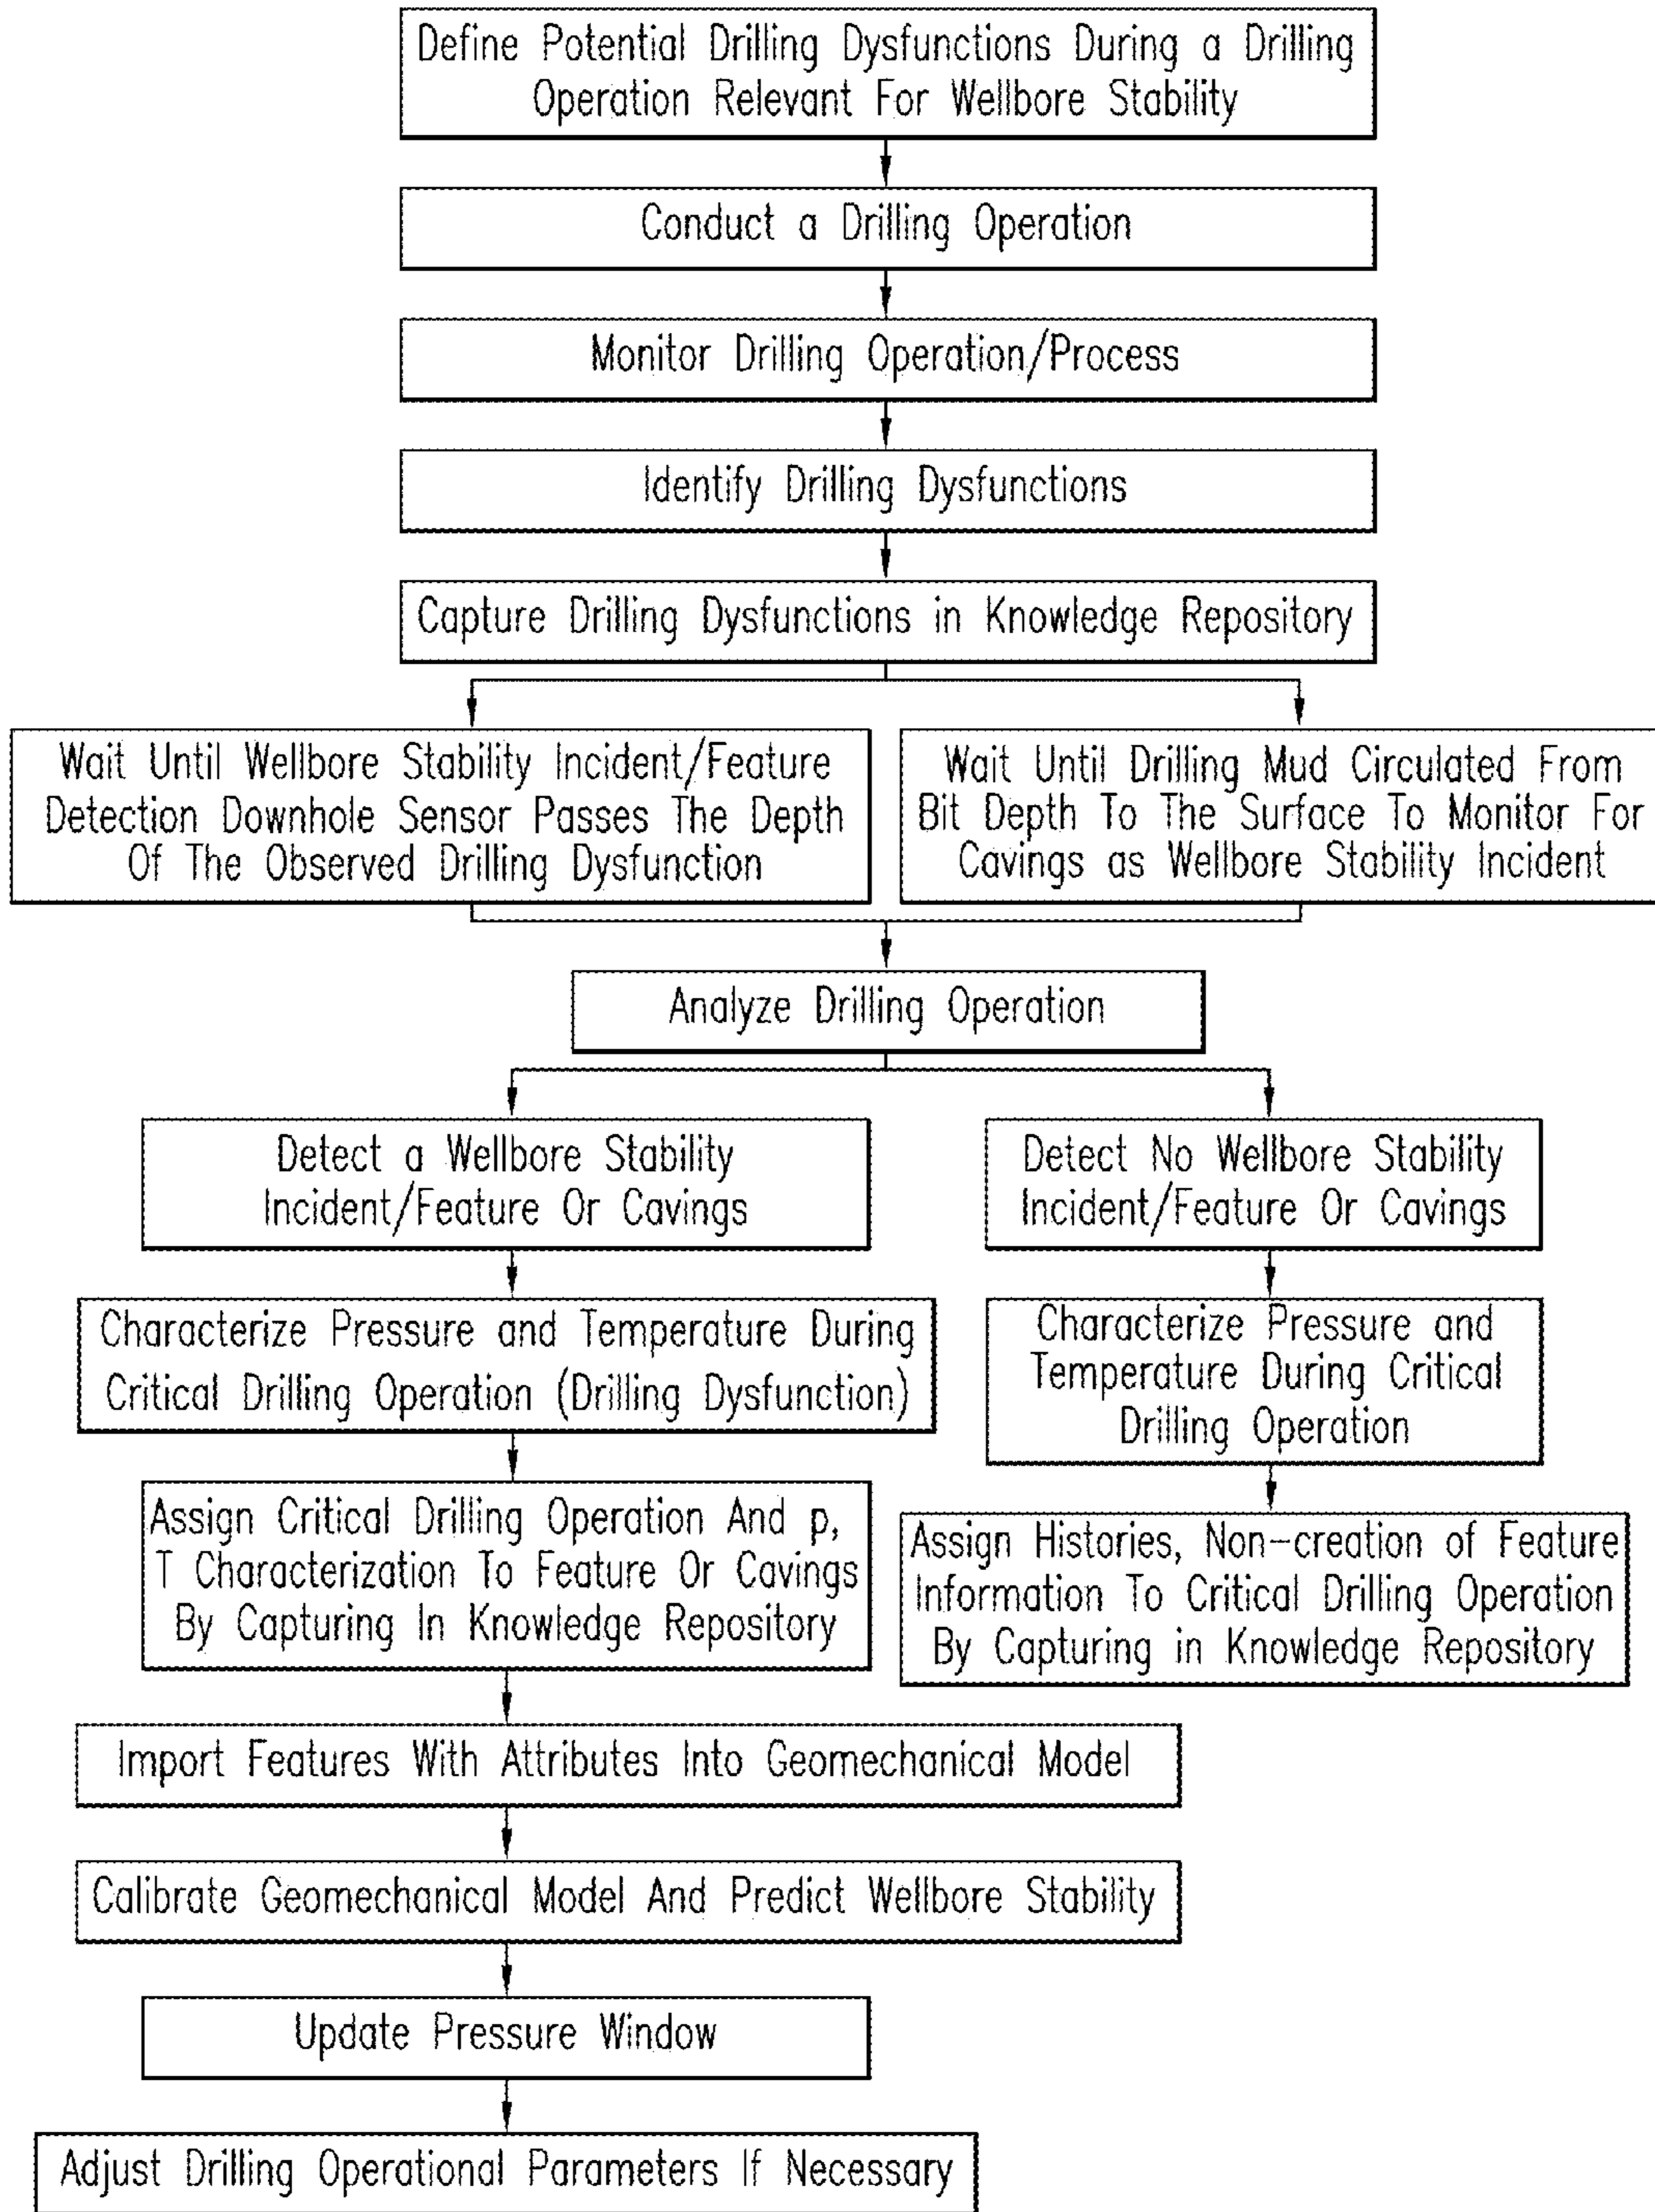 Define Potential Drilling Dysfunctions During a Drilling
Operation Relevant For Wellbore Stability
Conduct a Drilling Operation
Monitor Drilling Operation/Process
Identify Drilling Dysfunctions
Capture Drilling Dysfunctions in Knowledge Repository
Wait Until Wellbore Stability Incident/Feature
Detection Downhole Sensor Passes The Depth
Of The Observed Drilling Dysfunction
Wait Until Drilling Mud Circulated From
Bit Depth To The Surface To Monitor For
Cavings as Wellbore Stability Incident
Analyze Drilling Operation
Detect a Wellbore Stability
Incident/Feature Or Cavings
Detect No Wellbore Stability
Incident/Feature Or Cavings
Characterize Pressure and Temperature During
Critical Drilling Operation (Drilling Dysfunction)
Characterize Pressure and
Temperature During Critical
Drilling Operation
Assign Critical Drilling Operation And p,
T Characterization To Feature Or Cavings
By Capturing In Knowledge Repository
Assign Histories, Non-creation of Feature
Information To Critical Drilling Operation
By Capturing in Knowledge Repository
Import Features With Attributes Into Geomechanical Model
Calibrate Geomechanical Model And Predict Wellbore Stability
Update Pressure Window
Adjust Drilling Operational Parameters If Necessary